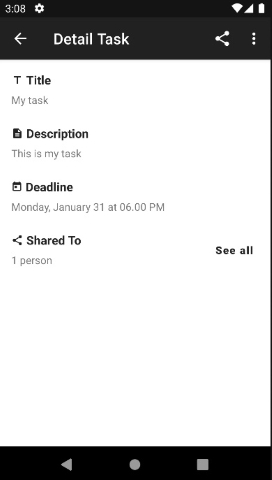 3:08
Detail Task
Title
My task
Description
This is my task
Deadline
Monday, January 31 at 06.00 PM
Shared To
See all
1 person